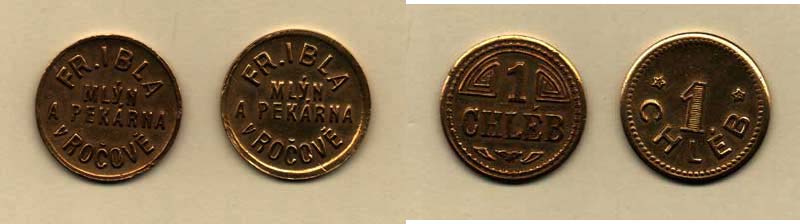 FR. IBLA
MLÝN
A PEKÁRNA
v ROČOVĚ
FR. IBLA
MLÝN
A PEKÁRNA
v ROČOVĚ
1
CHLÉB
1
CHLÉB